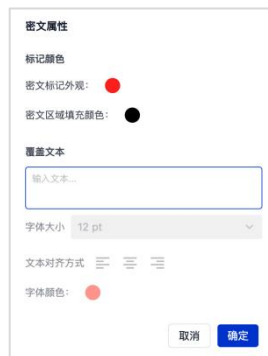 密文属性
标记颜色
密文标记外观：
密文区域填充颜色：
覆盖文本
输入文本...
字体大小 12 pt
文本对齐方式
字体颜色：
取消 确定